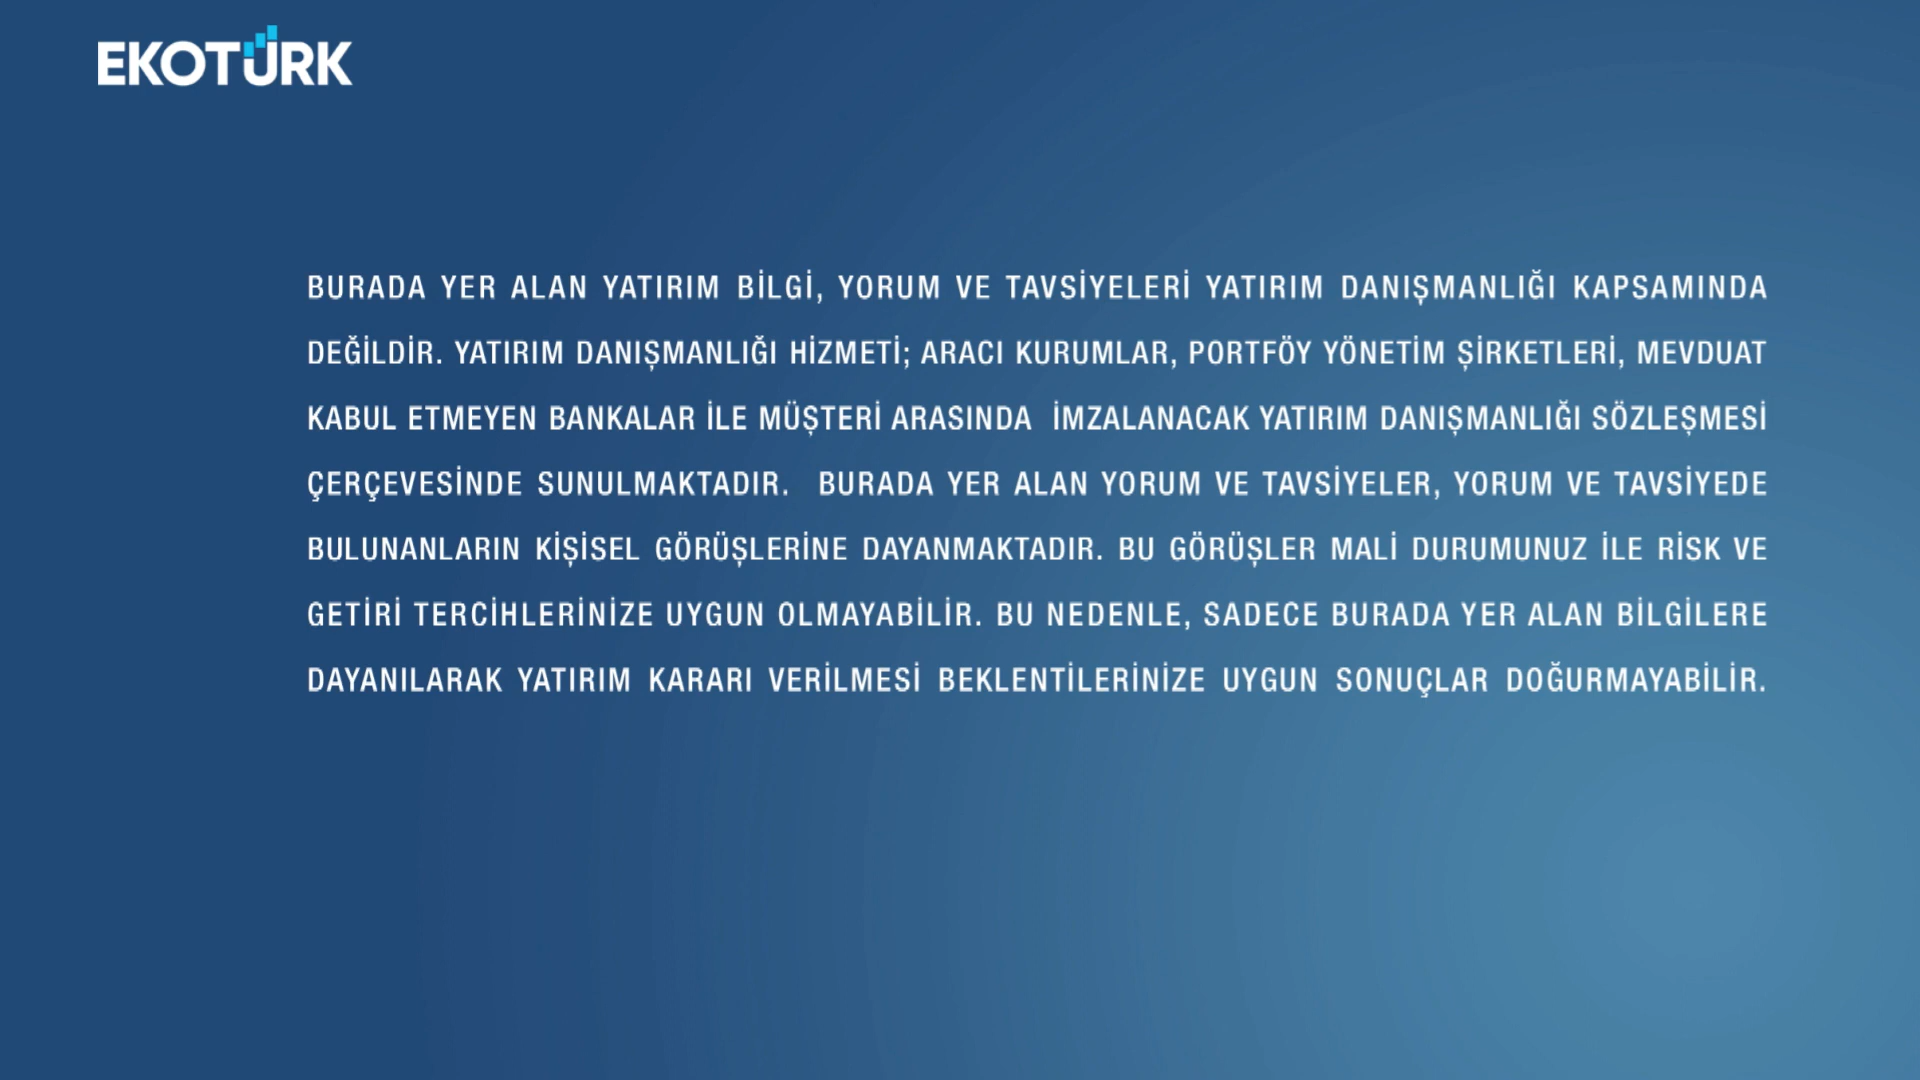 EKOTÜRK
BURADA YER ALAN YATIRIM BİLGİ, YORUM VE TAVSİYELERİ YATIRIM DANIŞMANLIĞI KAPSAMINDA
DEĞİLDİR. YATIRIM DANIŞMANLIĞI HİZMETİ; ARACI KURUMLAR, PORTFÖY YÖNETİM ŞİRKETLERİ, MEVDUAT
KABUL ETMEYEN BANKALAR İLE MÜŞTERİ ARASINDA İMZALANACAK YATIRIM DANIŞMANLIĞI SÖZLEŞMESİ
ÇERÇEVESİNDE SUNULMAKTADIR. BURADA YER ALAN YORUM VE TAVSİYELER, YORUM VE TAVSİYEDE
BULUNANLARIN KİŞİSEL GÖRÜŞLERİNE DAYANMAKTADIR. BU GÖRÜŞLER MALİ DURUMUNUZ İLE RİSK VE
GETİRİ TERCİHLERİNİZE UYGUN OLMAYABİLİR. BU NEDENLE, SADECE BURADA YER ALAN BİLGİLERE
DAYANILARAK YATIRIM KARARI VERİLMESİ BEKLENTİLERİNİZE UYGUN SONUÇLAR DOĞURMAYABİLİR.